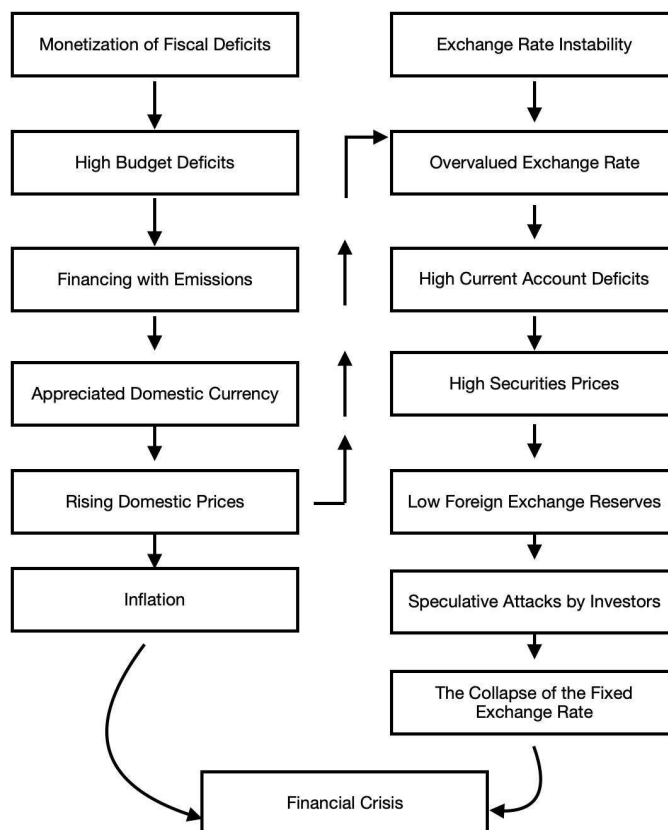 Monetization of Fiscal Deficits
High Budget Deficits
Financing with Emissions
Appreciated Domestic Currency
Rising Domestic Prices
Inflation
Exchange Rate Instability
Overvalued Exchange Rate
High Current Account Deficits
High Securities Prices
Low Foreign Exchange Reserves
Speculative Attacks by Investors
The Collapse of the Fixed
Exchange Rate
Financial Crisis